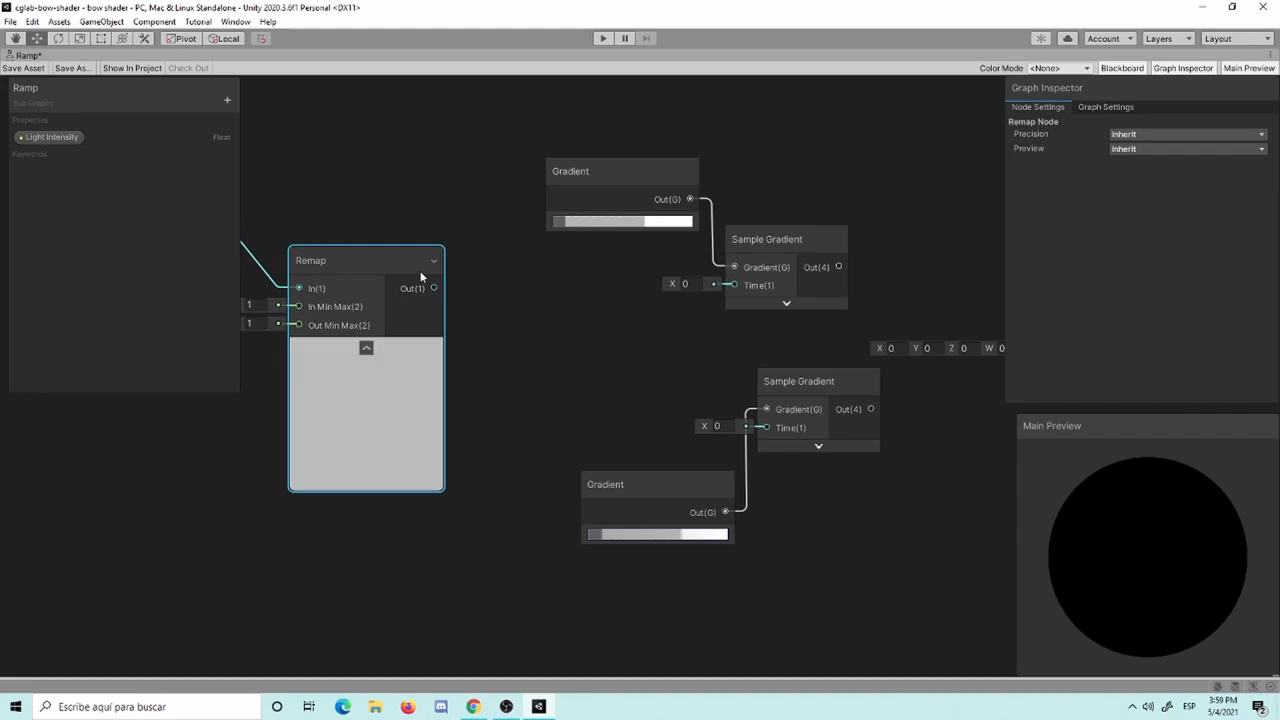 cglab-bow-shader - bow shader - PC, Mac & Linux Standalone - Unity 2020.3.6f1 Personal <DX11>
File Edit Assets GameObject Component Tutorial Window Help
Pivot Local Account Layers Layout
Ramp*
Save Asset Save As... Show In Project Check Out Color Mode <None> Blackboard Graph Inspector Main Preview
Ramp
Sub Graphs
+
Properties
Light Intensity Float
Keywords
Remap
In(1) Out(1)
1 In Min Max(2)
1 Out Min Max(2)
Gradient
Out(G)
Sample Gradient
Gradient(G) Out(4)
X 0 Time(1)
X 0 Y 0 Z 0 W 0
Sample Gradient
Gradient(G) Out(4)
X 0 Time(1)
Gradient
Out(G)
Graph Inspector
Node Settings Graph Settings
Remap Node
Precision Inherit
Preview Inherit
Main Preview
Escribe aquí para buscar
ESP
3:59 PM
5/4/2021
2